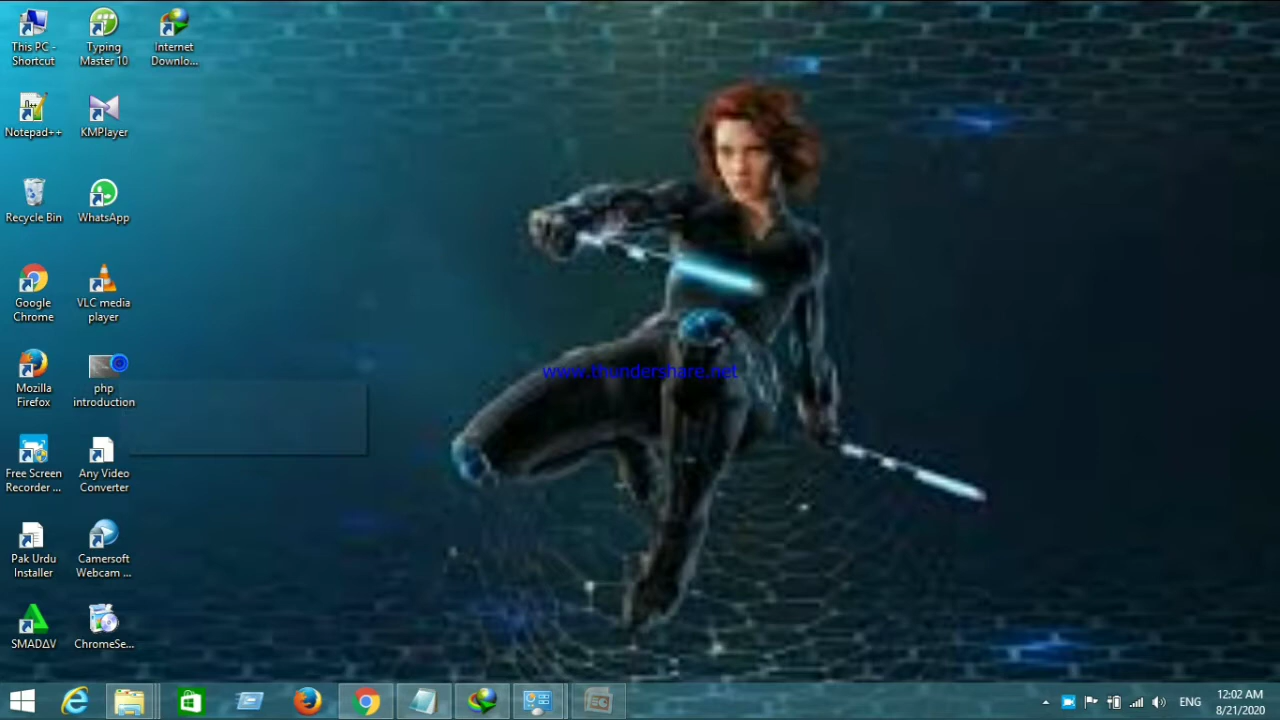 This PC -
Shortcut
Typing
Master 10
Internet
Downlo...
Notepad++
KMPlayer
Recycle Bin
WhatsApp
Google
Chrome
VLC media
player
Mozilla
Firefox
php
introduction
www.thundershare.net
Free Screen
Recorder ...
Any Video
Converter
Pak Urdu
Installer
Camersoft
Webcam ...
SMADΔV
ChromeSe...
ENG
12:02 AM
8/21/2020